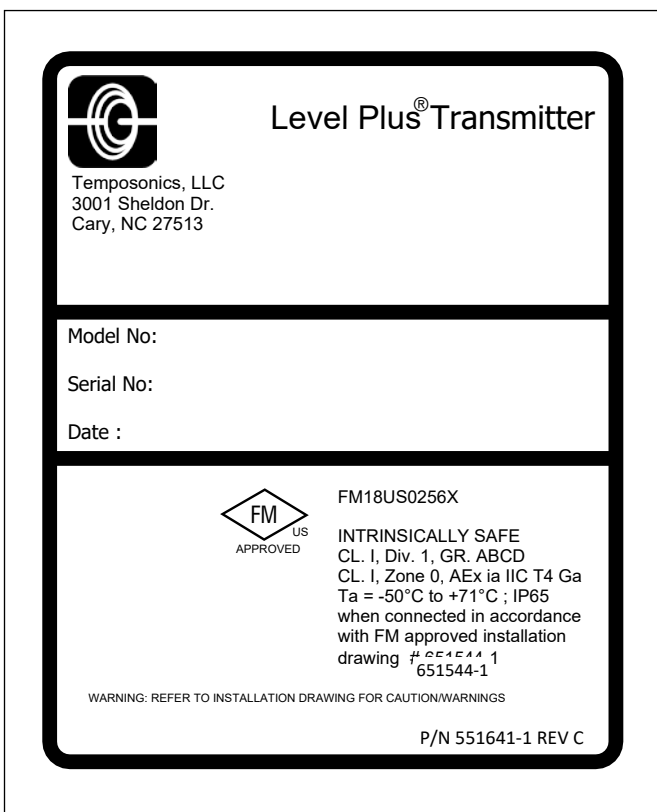 Level Plus® Transmitter
Temposonics, LLC
3001 Sheldon Dr.
Cary, NC 27513
Model No:
Serial No:
Date :
FM
US
APPROVED
FM18US0256X
INTRINSICALLY SAFE
CL. I, Div. 1, GR. ABCD
CL. I, Zone 0, AEx ia IIC T4 Ga
Ta = -50°C to +71°C ; IP65
when connected in accordance
with FM approved installation
drawing # 651544-1
651544-1
WARNING: REFER TO INSTALLATION DRAWING FOR CAUTION/WARNINGS
P/N 551641-1 REV C